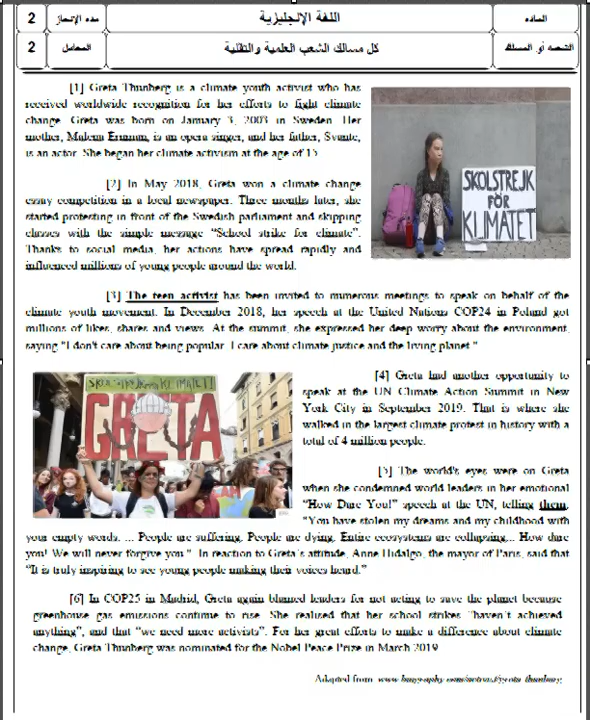 المادة
اللغة الإنجليزية
مدة الإنجاز
2
الشعبة أو المسلك
كل مسالك الشعب العلمية والتقنية
المعامل
2
[1] Greta Thunberg is a climate youth activist who has
received worldwide recognition for her efforts to fight climate
change. Greta was born on January 3, 2003 in Sweden. Her
mother, Malena Ernman, is an opera singer, and her father, Svante,
is an actor. She began her climate activism at the age of 15.
SKOLSTREJK
FÖR
KLIMATET
[2] In May 2018, Greta won a climate change
essay competition in a local newspaper. Three months later, she
started protesting in front of the Swedish parliament and skipping
classes with the simple message "School strike for climate".
Thanks to social media, her actions have spread rapidly and
influenced millions of young people around the world.
[3] The teen activist has been invited to numerous meetings to speak on behalf of the
climate youth movement. In December 2018, her speech at the United Nations COP24 in Poland got
millions of likes, shares and views. At the summit, she expressed her deep worry about the environment,
saying "I don't care about being popular. I care about climate justice and the living planet."
KLIMATET!
GRETA
[4] Greta had another opportunity to
speak at the UN Climate Action Summit in
New York City in September 2019. That is where she
walked in the largest climate protest in history with a
total of 4 million people.
[5] The world's eyes were on Greta
when she condemned world leaders in her emotional
"How Dare You!" speech at the UN, telling them,
"You have stolen my dreams and my childhood with
your empty words. ... People are suffering. People are dying. Entire ecosystems are collapsing... How dare
you! We will never forgive you." In reaction to Greta's attitude, Anne Hidalgo, the mayor of Paris, said that
"It is truly inspiring to see young people making their voices heard."
[6] In COP25 in Madrid, Greta again blamed leaders for not acting to save the planet because
greenhouse gas emissions continue to rise. She realised that her school strikes "haven't achieved
anything", and that "we need more activists". For her great efforts to make a difference about climate
change, Greta Thunberg was nominated for the Nobel Peace Prize in March 2019.
Adapted from